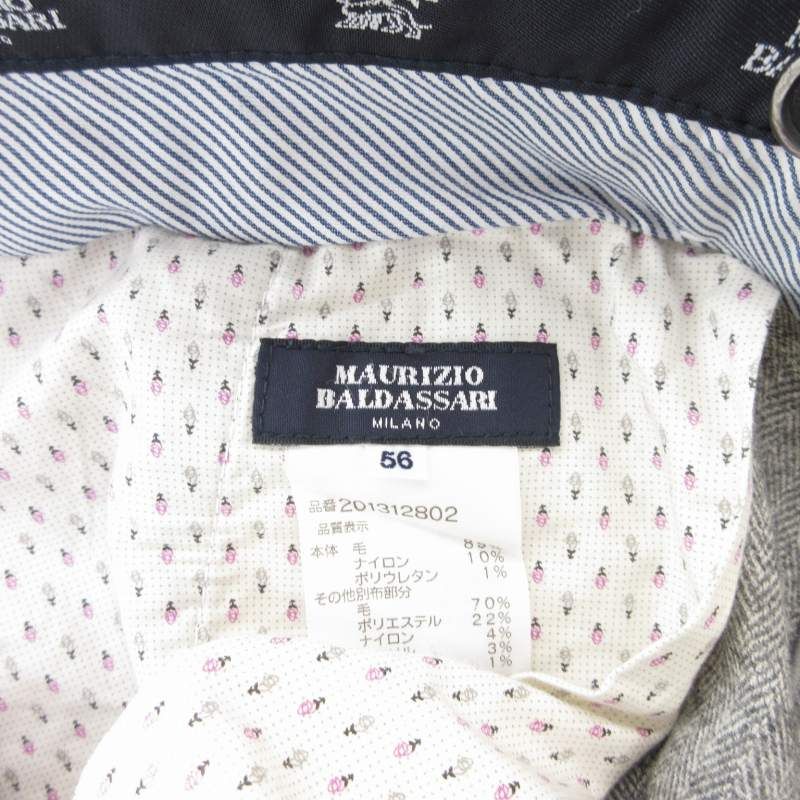 BALDASSARI
MAURIZIO
BALDASSARI
MILANO
56
品番201312802
品質表示
本体 毛 89%
ナイロン 10%
ポリウレタン 1%
その他別布部分
毛 70%
ポリエステル 22%
ナイロン 4%
3%
1%